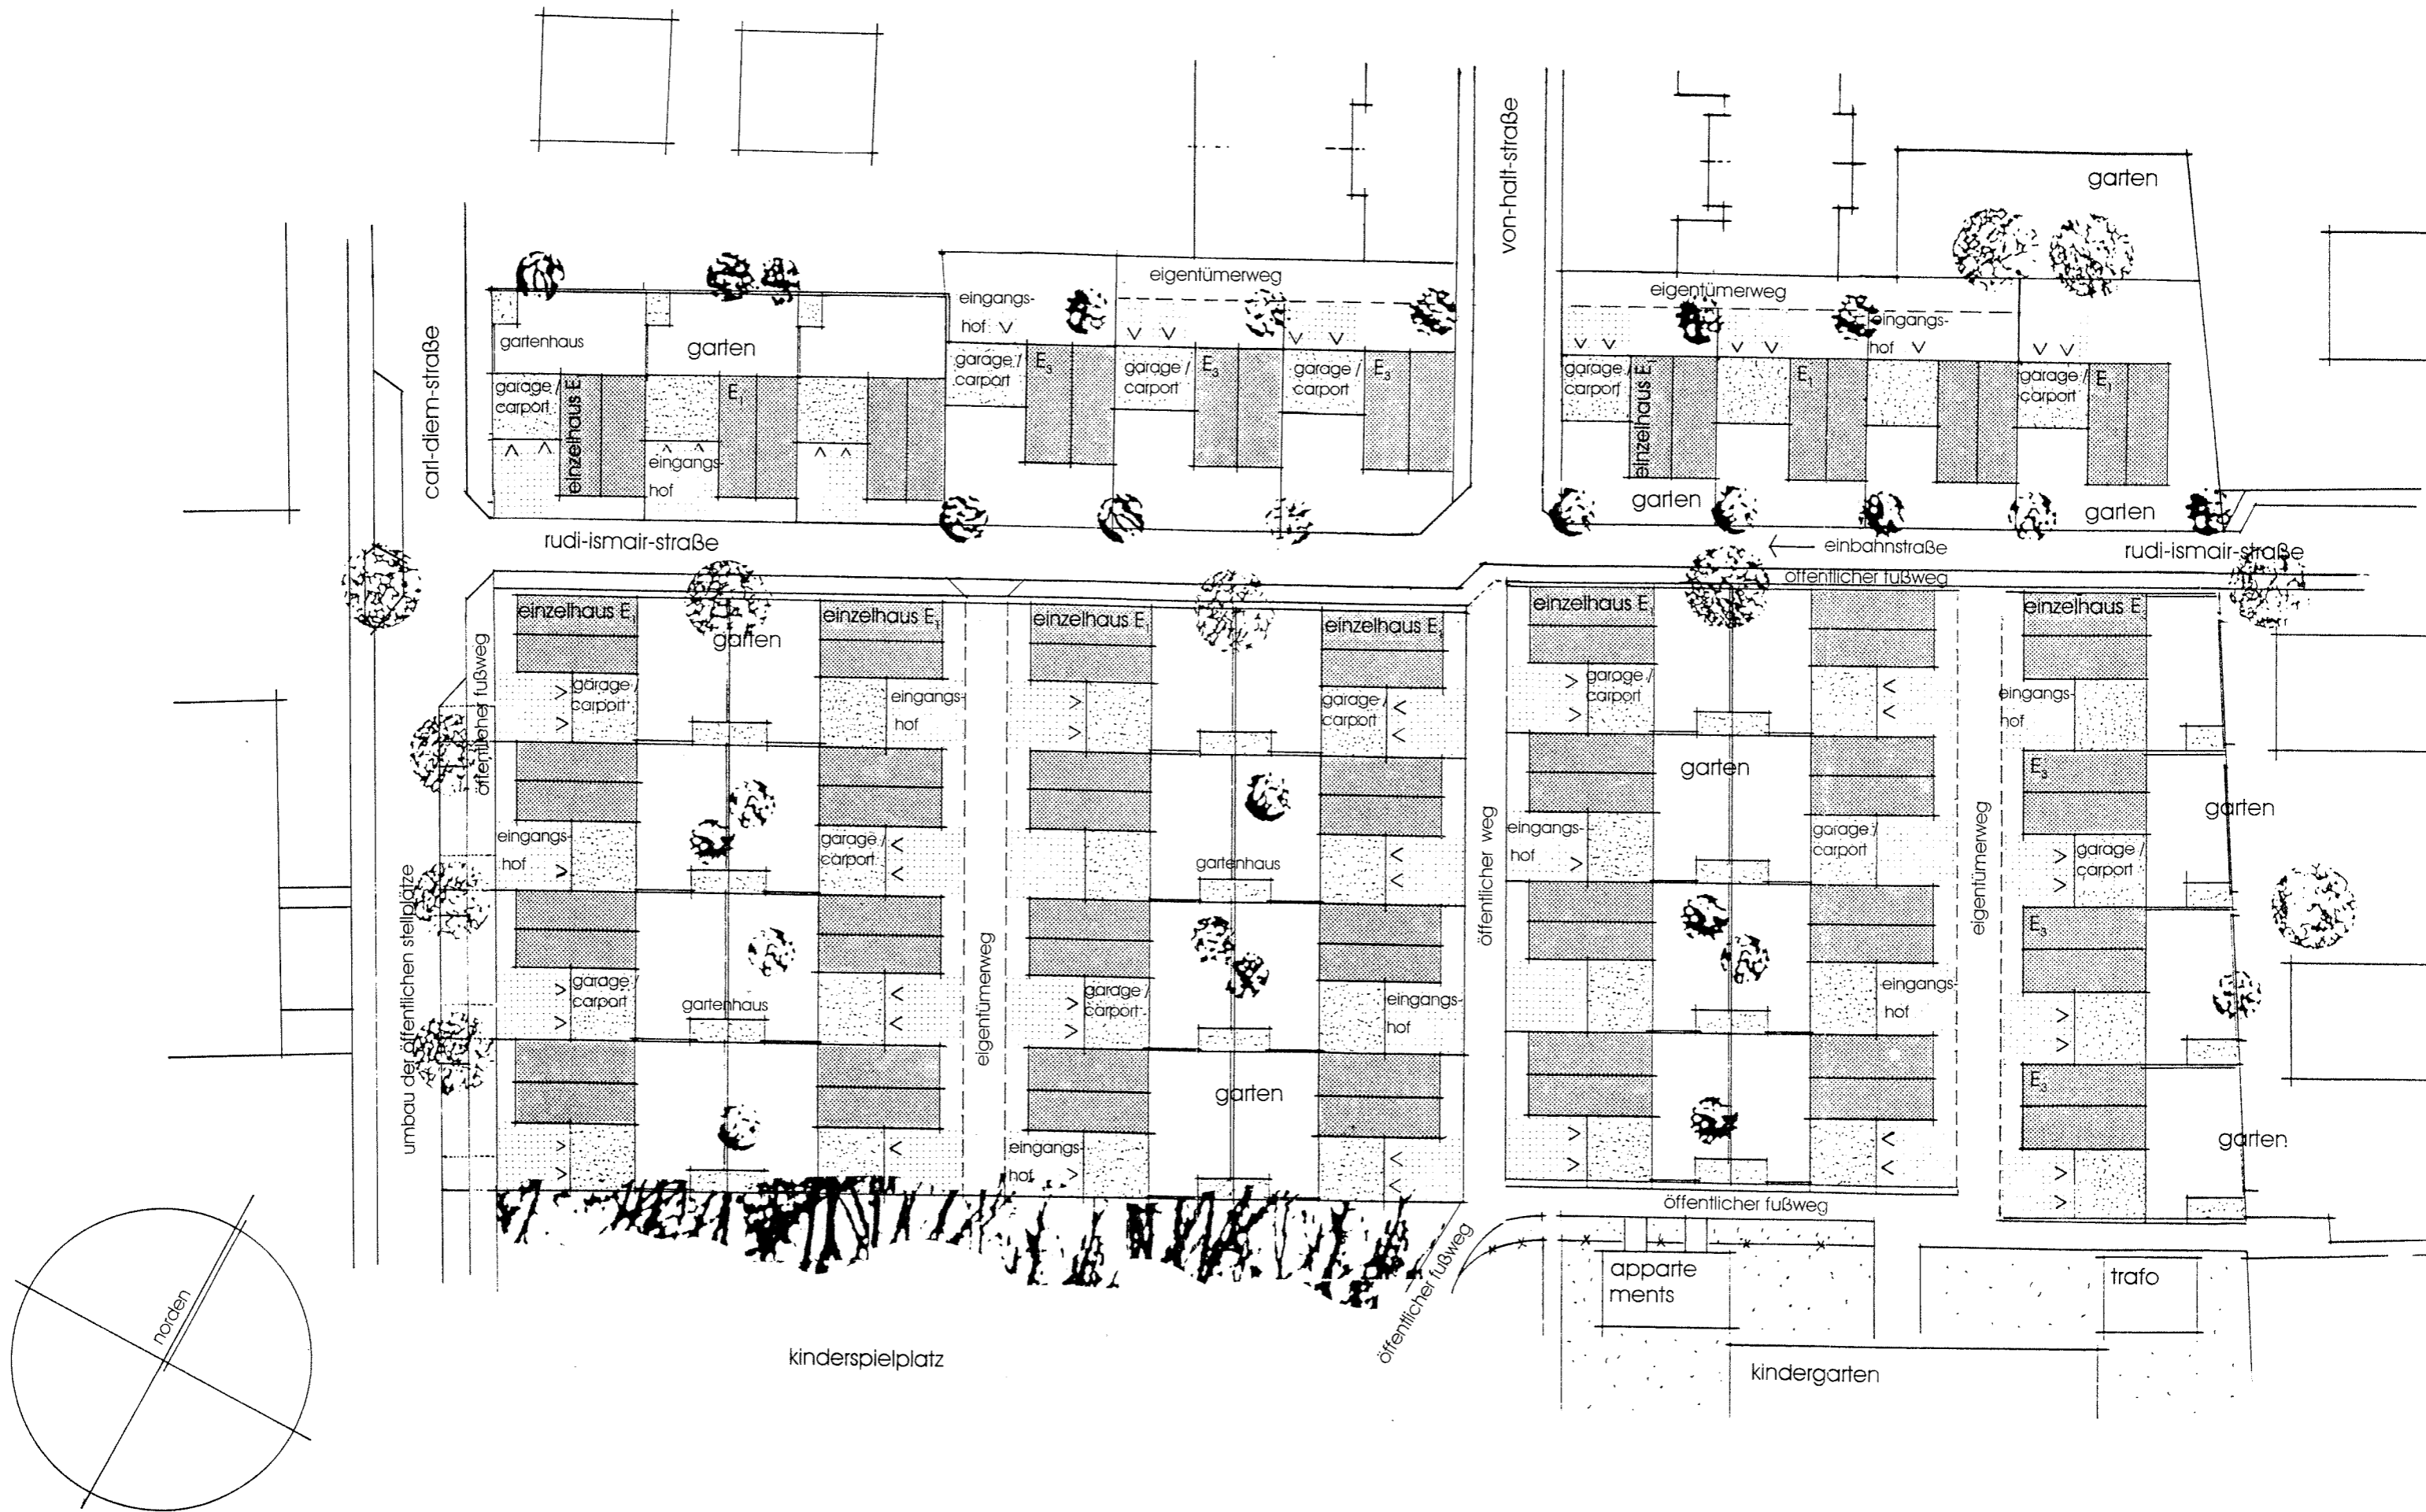 garten
von-halt-straße
eigentümerweg
eingangs-
hof
eigentümerweg
eingangs-
hof
carl-diem-straße
gartenhaus
garten
garage /
carport
einzelhaus E1
E1
eingangs-
hof
garage /
carport
E3
garage /
carport
E3
garage /
carport
E3
garage /
carport
einzelhaus E1
E1
garage /
carport
E1
garten
garten
rudi-ismair-straße
einbahnstraße
rudi-ismair-straße
öffentlicher fußweg
einzelhaus E1
garten
einzelhaus E1
einzelhaus E1
einzelhaus E1
einzelhaus E1
einzelhaus E
öffentlicher fußweg
garage /
carport
eingangs-
hof
garage /
carport
garage /
carport
eingangs-
hof
garten
E3
garten
eingangs-
hof
garage /
carport
gartenhaus
öffentlicher weg
eingangs-
hof
garage /
carport
eigentümerweg
garage /
carport
umbau der öffentlichen stellplätze
E3
garage /
carport
gartenhaus
eigentümerweg
garage /
carport
eingangs-
hof
eingangs-
hof
E3
garten
garten
eingangs-
hof
öffentlicher fußweg
öffentlicher fußweg
apparte
ments
trafo
norden
kinderspielplatz
kindergarten